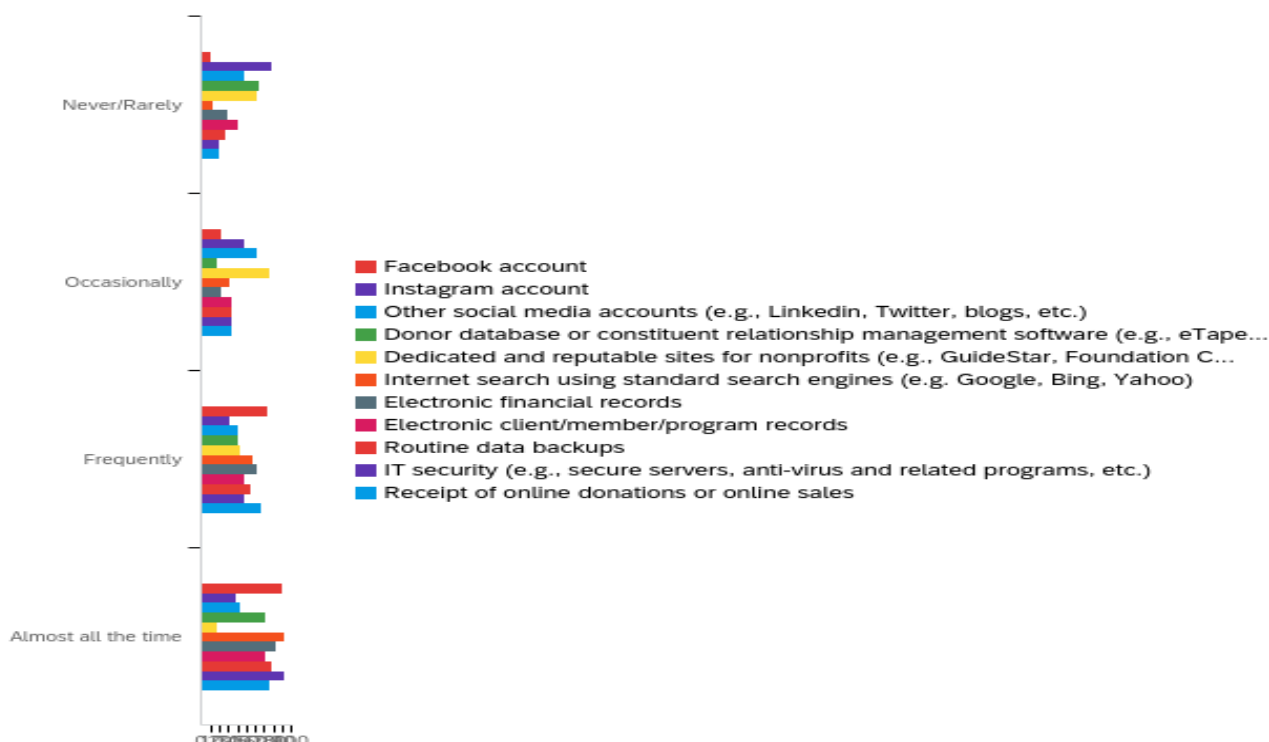 Never/Rarely
Occasionally
Facebook account
Instagram account
Other social media accounts (e.g., Linkedin, Twitter, blogs, etc.)
Donor database or constituent relationship management software (e.g., eTape...
Dedicated and reputable sites for nonprofits (e.g., GuideStar, Foundation C...
Internet search using standard search engines (e.g. Google, Bing, Yahoo)
Electronic financial records
Electronic client/member/program records
Routine data backups
IT security (e.g., secure servers, anti-virus and related programs, etc.)
Receipt of online donations or online sales
Frequently
Almost all the time